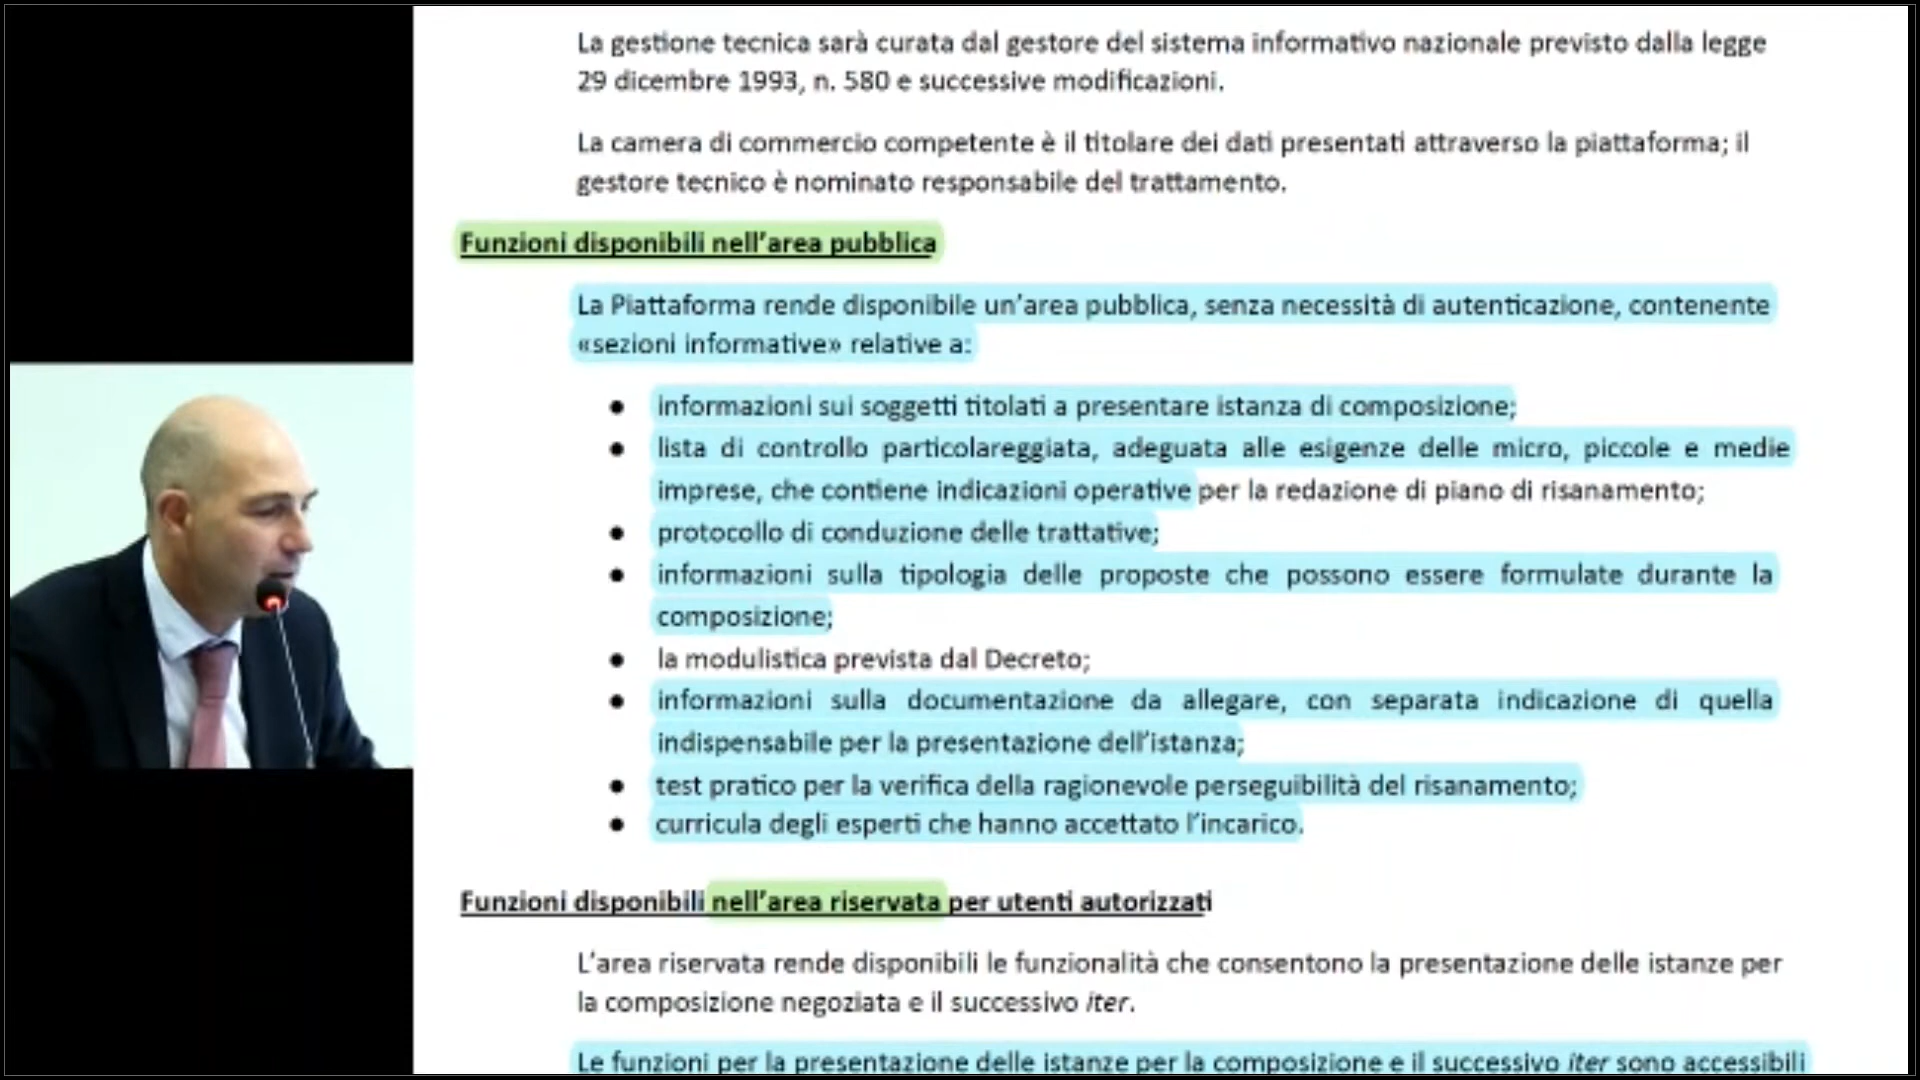 La gestione tecnica sarà curata dal gestore del sistema informativo nazionale previsto dalla legge
29 dicembre 1993, n. 580 e successive modificazioni.
La camera di commercio competente è il titolare dei dati presentati attraverso la piattaforma; il
gestore tecnico è nominato responsabile del trattamento.
Funzioni disponibili nell’area pubblica
La Piattaforma rende disponibile un’area pubblica, senza necessità di autenticazione, contenente
«sezioni informative» relative a:
● informazioni sui soggetti titolati a presentare istanza di composizione;
● lista di controllo particolareggiata, adeguata alle esigenze delle micro, piccole e medie
imprese, che contiene indicazioni operative per la redazione di piano di risanamento;
● protocollo di conduzione delle trattative;
● informazioni sulla tipologia delle proposte che possono essere formulate durante la
composizione;
● la modulistica prevista dal Decreto;
● informazioni sulla documentazione da allegare, con separata indicazione di quella
indispensabile per la presentazione dell’istanza;
● test pratico per la verifica della ragionevole perseguibilità del risanamento;
● curricula degli esperti che hanno accettato l’incarico.
Funzioni disponibili nell’area riservata per utenti autorizzati
L’area riservata rende disponibili le funzionalità che consentono la presentazione delle istanze per
la composizione negoziata e il successivo iter.
Le funzioni per la presentazione delle istanze per la composizione e il successivo iter sono accessibili